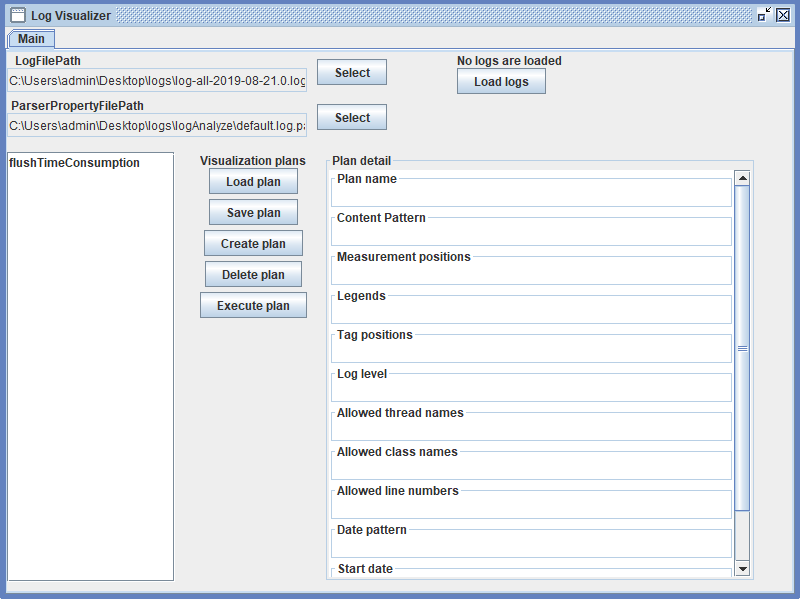 Log Visualizer
Main
LogFilePath
C:\Users\admin\Desktop\logs\log-all-2019-08-21.0.log
Select
No logs are loaded
Load logs
ParserPropertyFilePath
C:\Users\admin\Desktop\logs\logAnalyze\default.log.pa
Select
flushTimeConsumption
Visualization plans
Load plan
Save plan
Create plan
Delete plan
Execute plan
Plan detail
Plan name
Content Pattern
Measurement positions
Legends
Tag positions
Log level
Allowed thread names
Allowed class names
Allowed line numbers
Date pattern
Start date